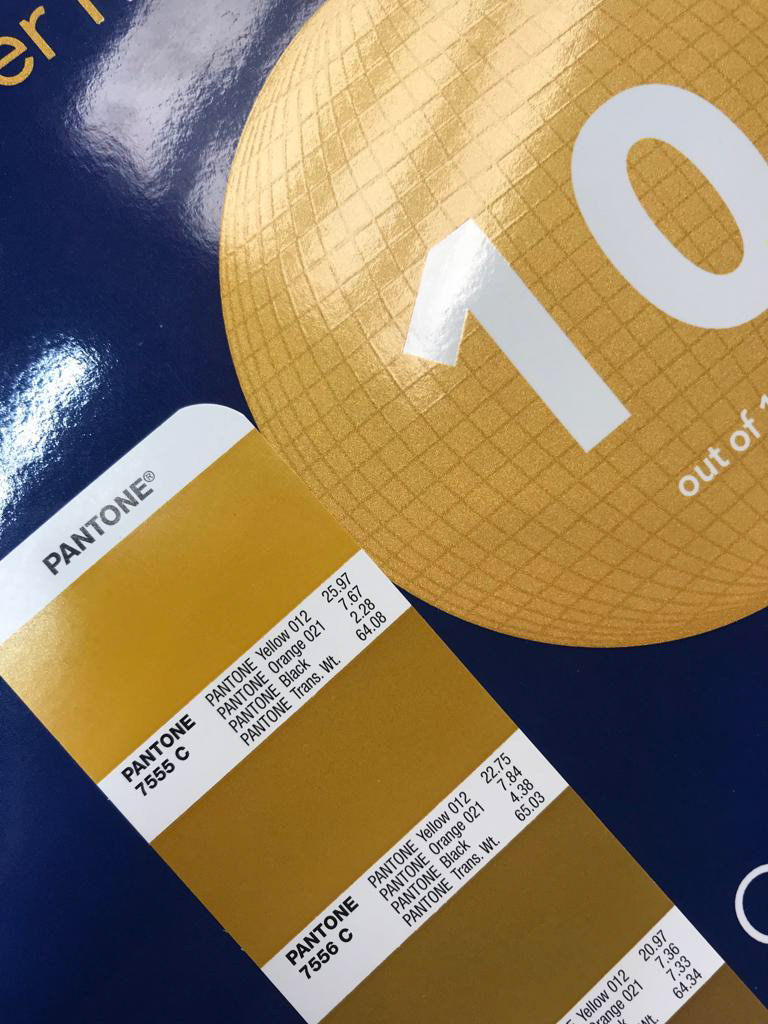 er
10
out of
PANTONE®
PANTONE
7555 C
PANTONE Yellow 012 25.97
PANTONE Orange 021 7.67
PANTONE Black 2.28
PANTONE Trans. Wt. 64.08
PANTONE
7556 C
PANTONE Yellow 012 22.75
PANTONE Orange 021 7.84
PANTONE Black 4.38
PANTONE Trans. Wt. 65.03
Yellow 012 20.97
Orange 021 7.36
7.33
64.34